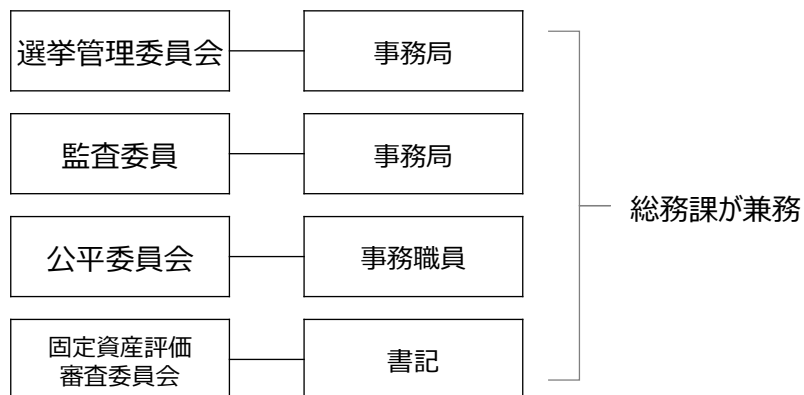 選挙管理委員会
事務局
監査委員
事務局
総務課が兼務
公平委員会
事務職員
固定資産評価
審査委員会
書記